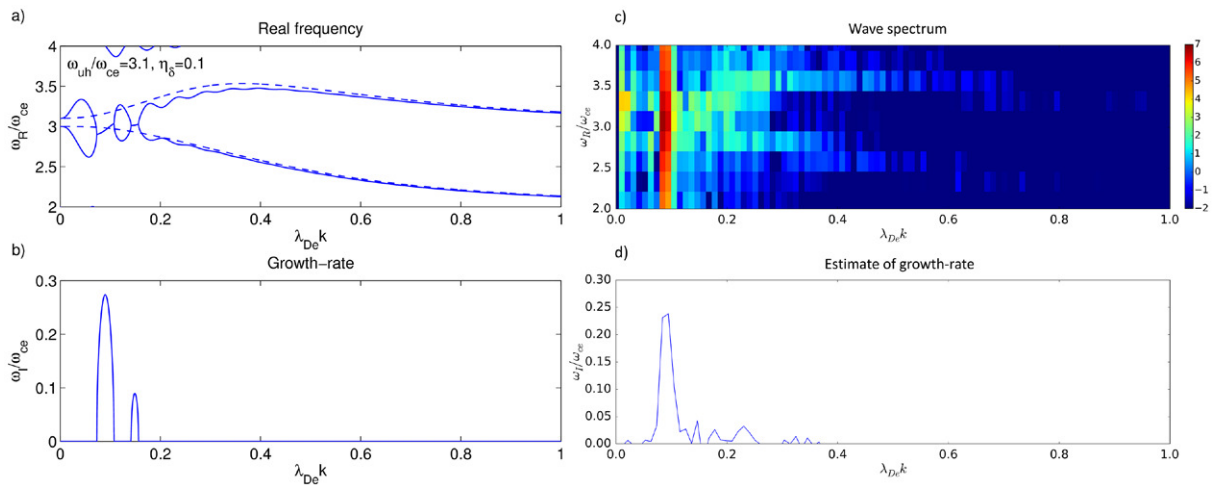 a)
Real frequency
4
3.5
3
2.5
2
ω_R/ω_ce
ω_uh/ω_ce=3.1, η_δ=0.1
0 0.2 0.4 0.6 0.8 1
λ_De k
b)
Growth−rate
0.3
0.2
0.1
0
ω_I/ω_ce
0 0.2 0.4 0.6 0.8 1
λ_De k
c)
Wave spectrum
4.0
3.5
3.0
2.5
2.0
ω_R/ω_ce
0.0 0.2 0.4 0.6 0.8 1.0
λ_De k
7
6
5
4
3
2
1
0
−1
−2
d)
Estimate of growth-rate
0.30
0.25
0.20
0.15
0.10
0.05
0.00
ω_I/ω_ce
0.0 0.2 0.4 0.6 0.8 1.0
λ_De k